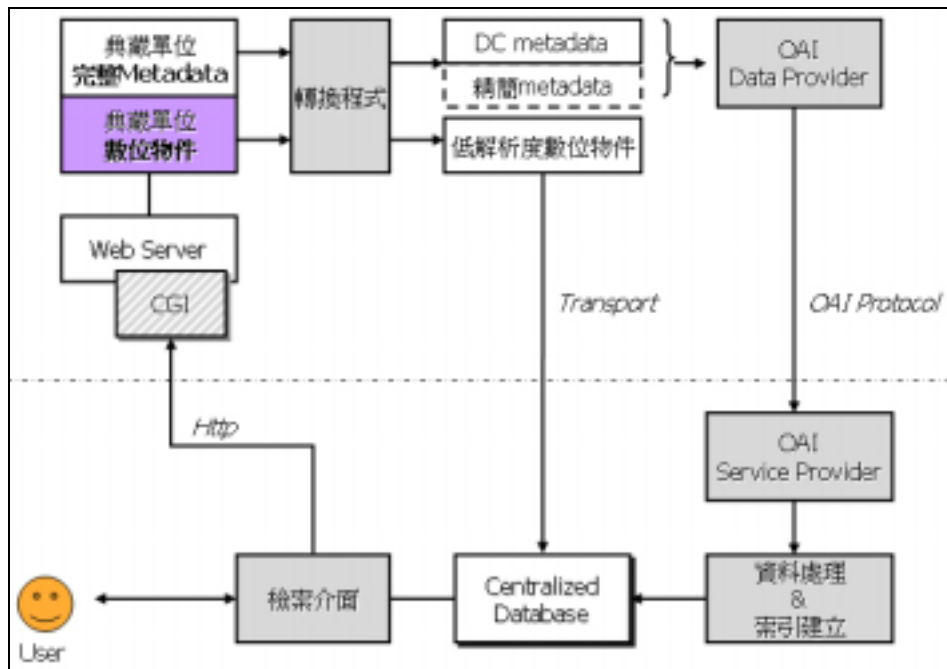 典藏單位
完整Metadata
典藏單位
數位物件
轉換程式
DC metadata
精簡metadata
低解析度數位物件
OAI
Data Provider
Web Server
CGI
Transport
OAI Protocol
Http
OAI
Service Provider
User
檢索介面
Centralized
Database
資料處理
&
索引建立